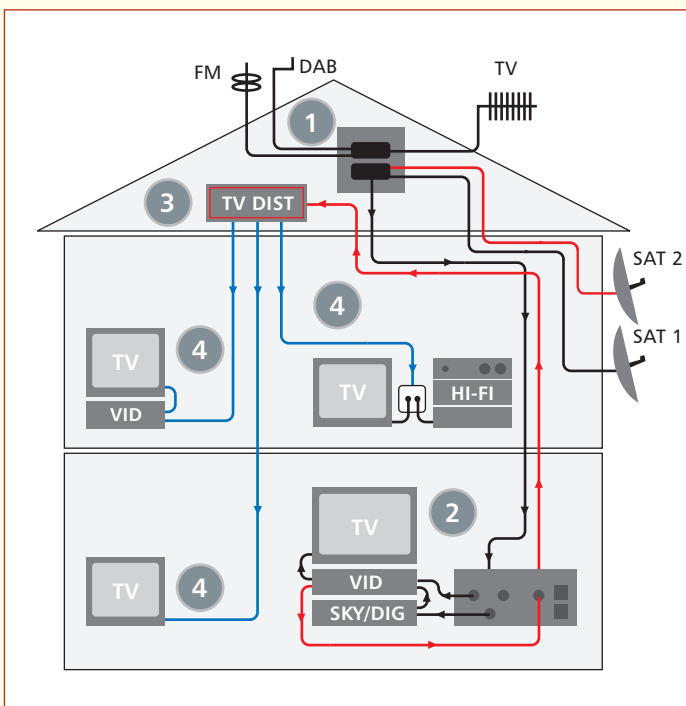 FM
DAB
TV
1
3
TV DIST
SAT 2
4
SAT 1
TV
4
VID
TV
HI-FI
2
TV
TV
4
VID
SKY/DIG